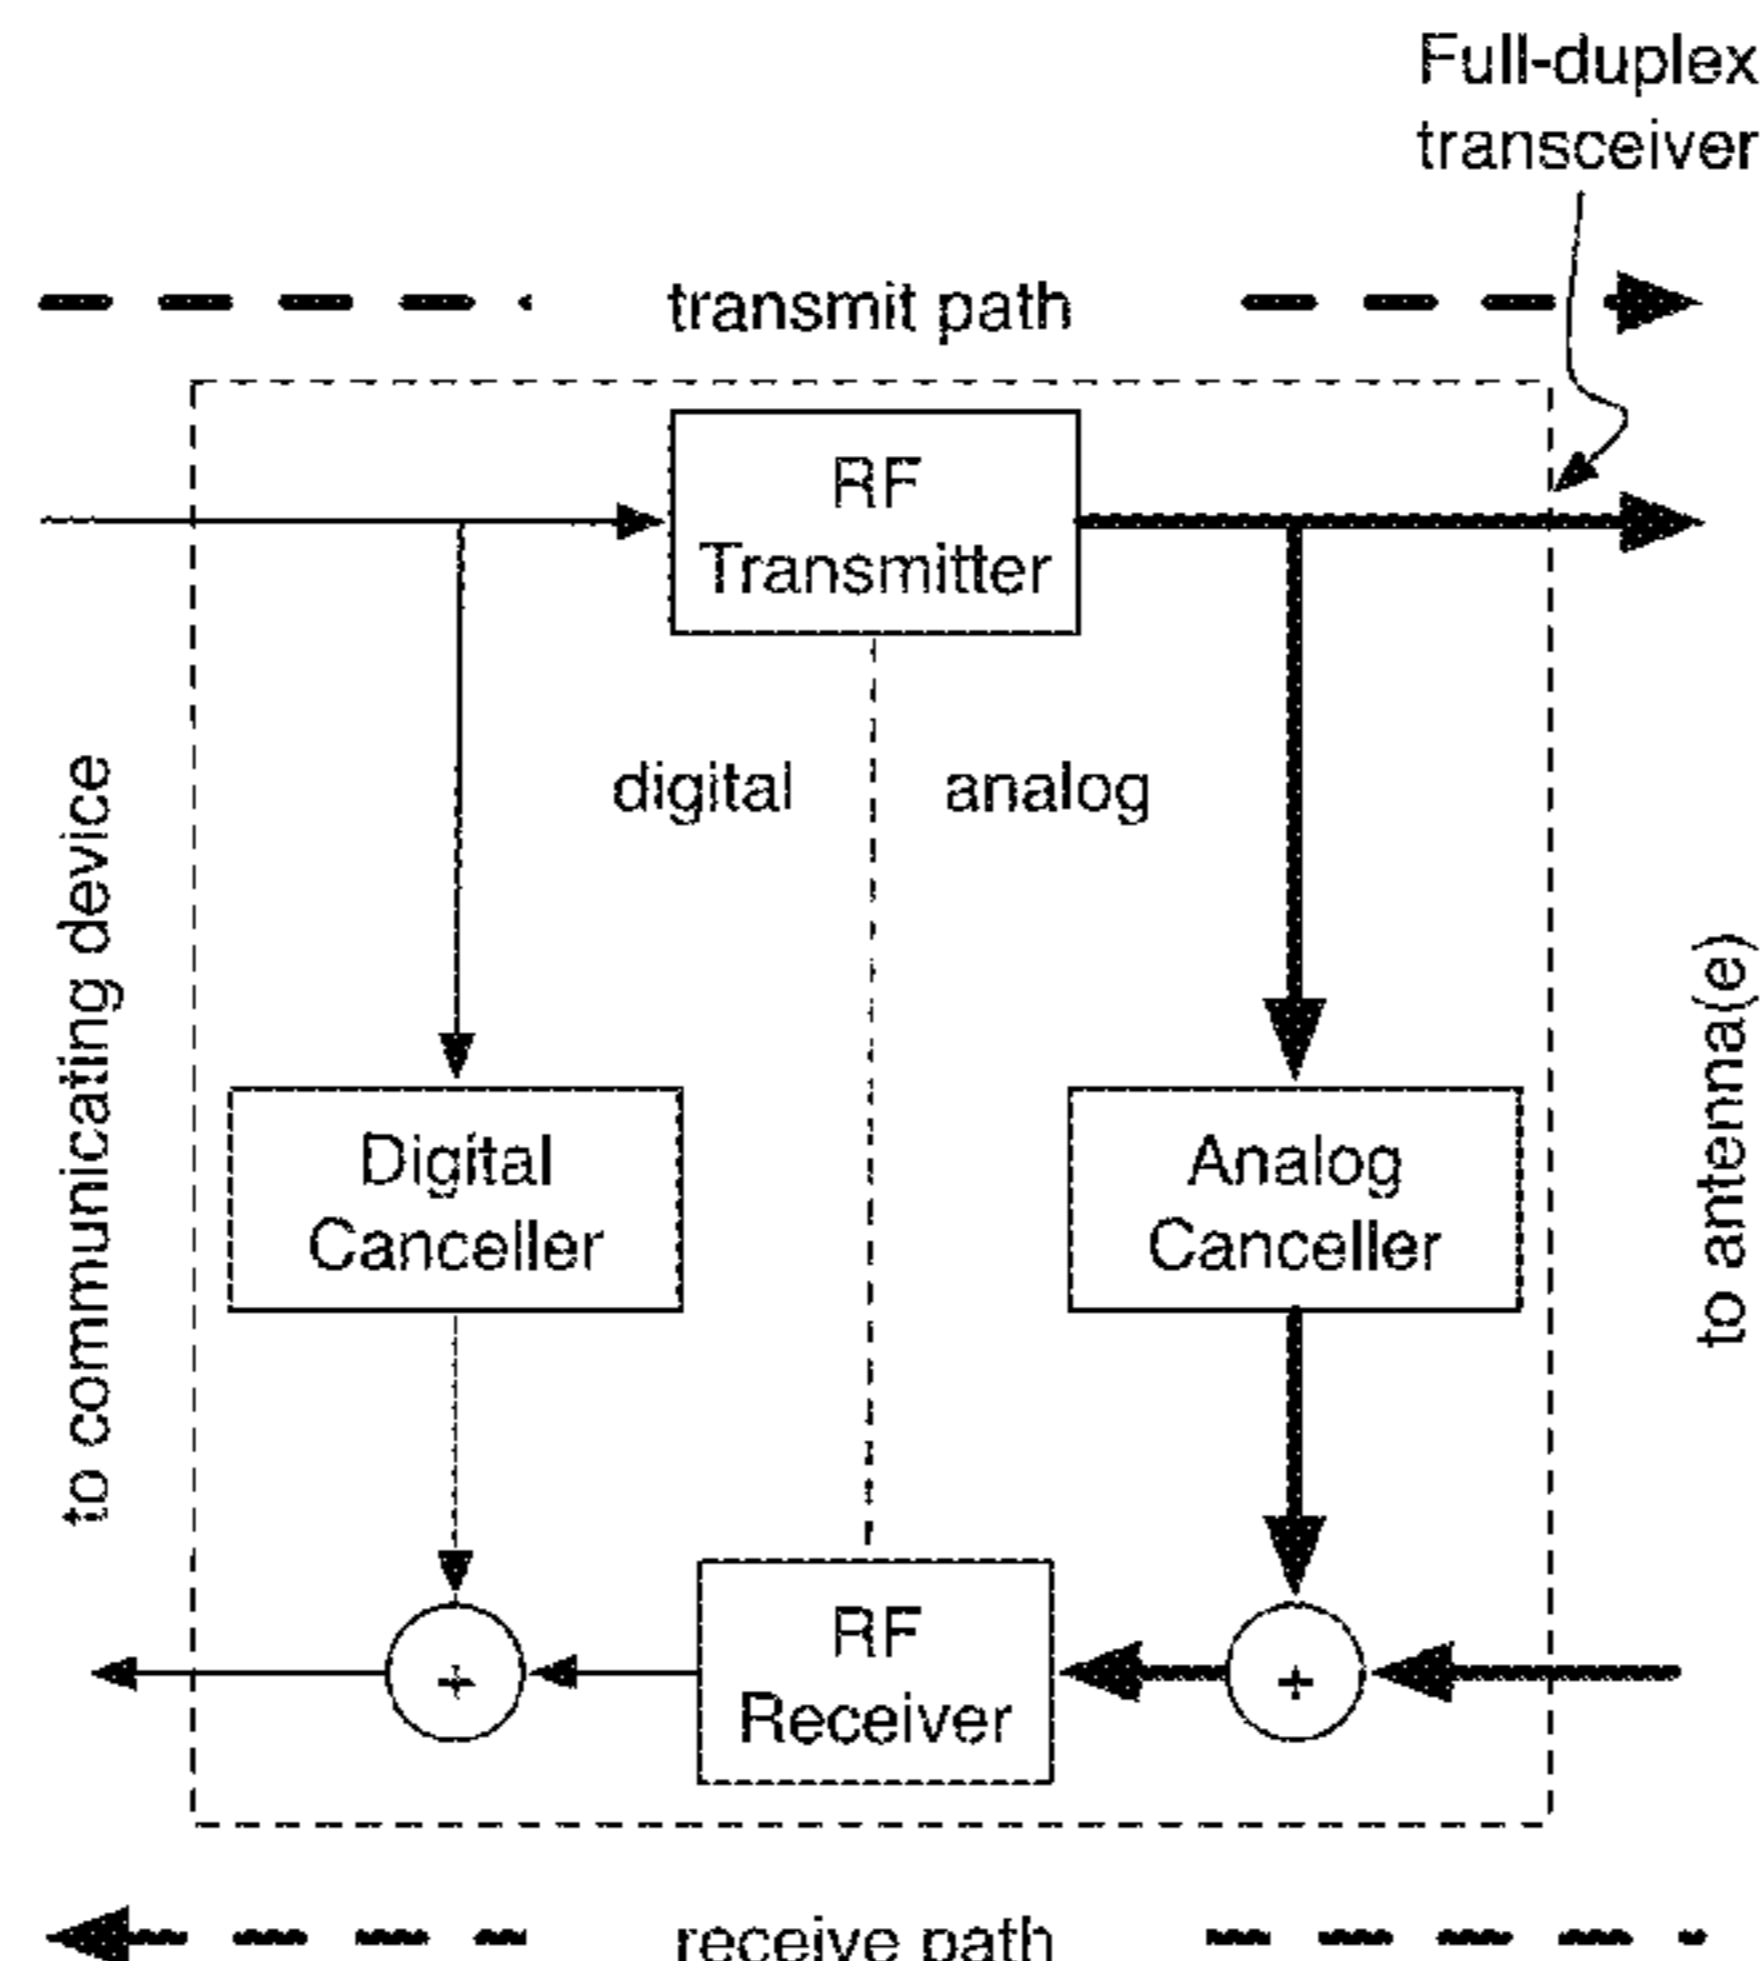 Full-duplex
transceiver
transmit path
RF
Transmitter
digital
analog
to communicating device
to antenna(e)
Digital
Canceller
Analog
Canceller
RF
Receiver
+
+
receive path